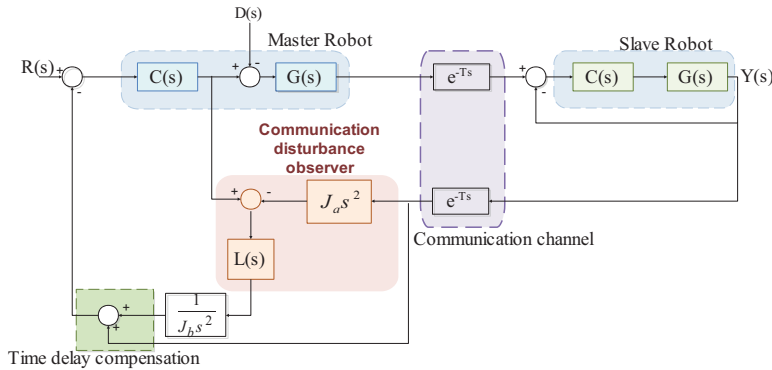 D(s)
Master Robot
Slave Robot
R(s)
+
-
C(s)
+
-
G(s)
e^-Ts
+
-
C(s)
G(s)
Y(s)
Communication
disturbance
observer
+
-
J_a s^2
e^-Ts
Communication channel
L(s)
+
+
1
J_b s^2
Time delay compensation